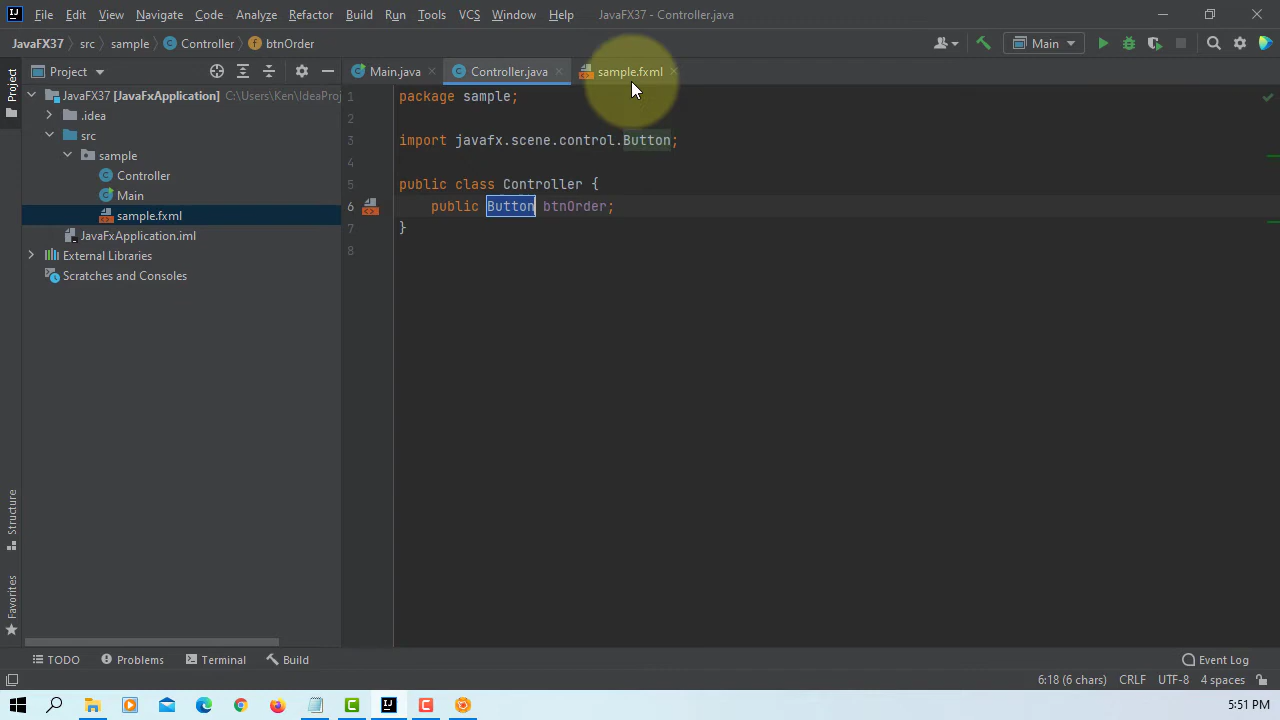 File Edit View Navigate Code Analyze Refactor Build Run Tools VCS Window Help JavaFX37 - Controller.java
JavaFX37 src sample Controller btnOrder Main
Project Main.java Controller.java sample.fxml
Project
JavaFX37 [JavaFxApplication] C:\Users\Ken\IdeaProj
.idea
src
sample
Controller
Main
sample.fxml
JavaFxApplication.iml
External Libraries
Scratches and Consoles
1 package sample;
2
3 import javafx.scene.control.Button;
4
5 public class Controller {
6 public Button btnOrder;
7 }
8
Structure
Favorites
TODO Problems Terminal Build Event Log
6:18 (6 chars) CRLF UTF-8 4 spaces
5:51 PM